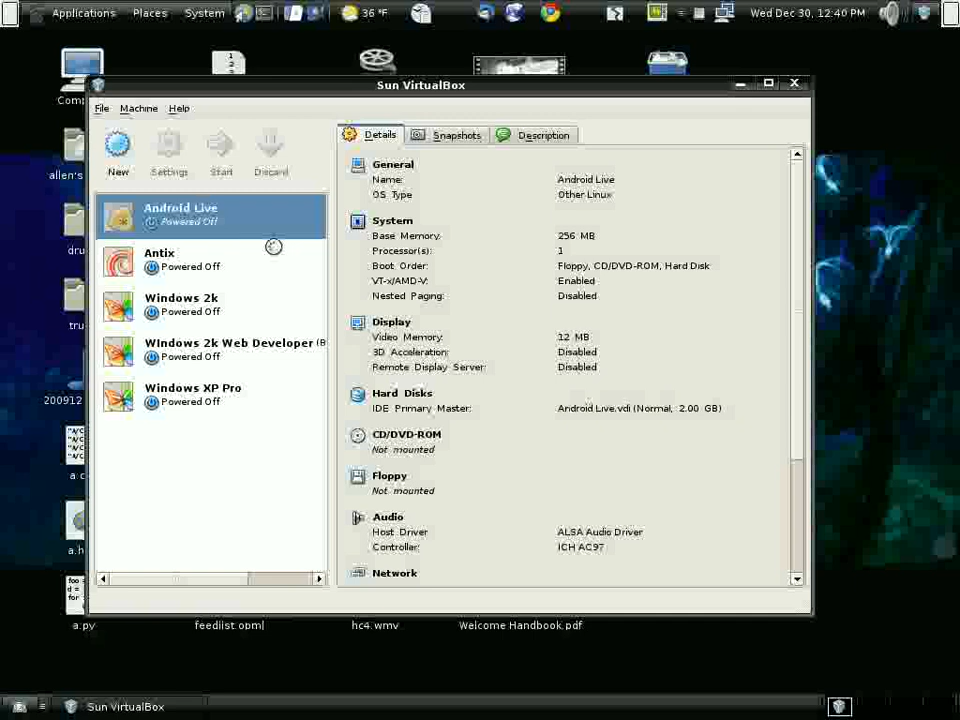 Applications Places System 36 °F Wed Dec 30, 12:40 PM
Sun VirtualBox
File Machine Help
New Settings Start Discard
Details Snapshots Description
Android Live
Powered Off
Antix
Powered Off
Windows 2k
Powered Off
WIndows 2k Web Developer (B
Powered Off
Windows XP Pro
Powered Off
General
Name: Android Live
OS Type Other Linux
System
Base Memory: 256 MB
Processor(s): 1
Boot Order: Floppy, CD/DVD-ROM, Hard Disk
VT-x/AMD-V: Enabled
Nested Paging: Disabled
Display
Video Memory: 12 MB
3D Acceleration: Disabled
Remote Display Server: Disabled
Hard Disks
IDE Primary Master: Android Live.vdi (Normal, 2.00 GB)
CD/DVD-ROM
Not mounted
Floppy
Not mounted
Audio
Host Driver ALSA Audio Driver
Controller: ICH AC97
Network
Comp
allen's
dru
tru
200912
a.c
a.h
a.py feedlist.opml hc4.wmv Welcome Handbook.pdf
Sun VirtualBox